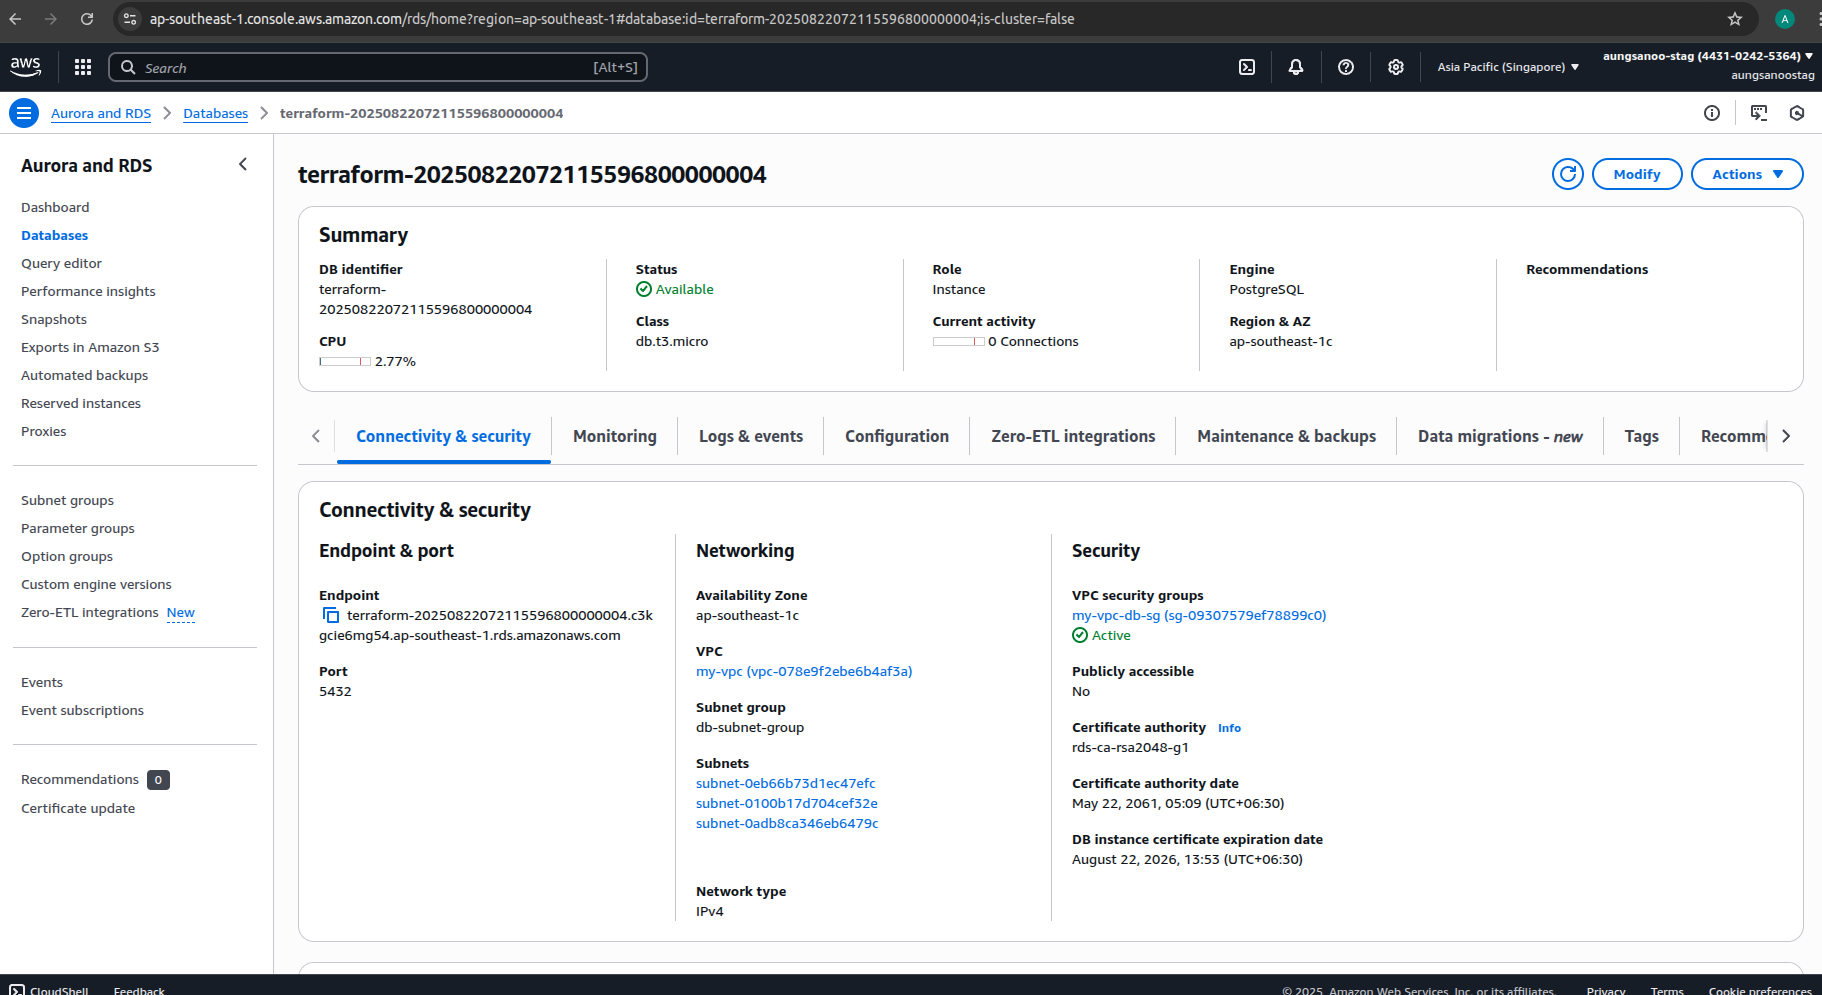 ap-southeast-1.console.aws.amazon.com/rds/home?region=ap-southeast-1#database:id=terraform-20250822072115596800000004;is-cluster=false
A
aws
Search
[Alt+S]
Asia Pacific (Singapore)
aungsanoo-stag (4431-0242-5364)
aungsanoostag
Aurora and RDS
Databases
terraform-20250822072115596800000004
Aurora and RDS
Dashboard
Databases
Query editor
Performance insights
Snapshots
Exports in Amazon S3
Automated backups
Reserved instances
Proxies
Subnet groups
Parameter groups
Option groups
Custom engine versions
Zero-ETL integrations New
Events
Event subscriptions
Recommendations 0
Certificate update
terraform-20250822072115596800000004
Modify
Actions
Summary
DB identifier
terraform-
20250822072115596800000004
CPU
2.77%
Status
Available
Class
db.t3.micro
Role
Instance
Current activity
0 Connections
Engine
PostgreSQL
Region & AZ
ap-southeast-1c
Recommendations
Connectivity & security
Monitoring
Logs & events
Configuration
Zero-ETL integrations
Maintenance & backups
Data migrations - new
Tags
Recomm
Connectivity & security
Endpoint & port
Endpoint
terraform-20250822072115596800000004.c3k
gcie6mg54.ap-southeast-1.rds.amazonaws.com
Port
5432
Networking
Availability Zone
ap-southeast-1c
VPC
my-vpc (vpc-078e9f2ebe6b4af3a)
Subnet group
db-subnet-group
Subnets
subnet-0eb66b73d1ec47efc
subnet-0100b17d704cef32e
subnet-0adb8ca346eb6479c
Network type
IPv4
Security
VPC security groups
my-vpc-db-sg (sg-09307579ef78899c0)
Active
Publicly accessible
No
Certificate authority Info
rds-ca-rsa2048-g1
Certificate authority date
May 22, 2061, 05:09 (UTC+06:30)
DB instance certificate expiration date
August 22, 2026, 13:53 (UTC+06:30)
CloudShell
Feedback
© 2025, Amazon Web Services, Inc. or its affiliates.
Privacy
Terms
Cookie preferences